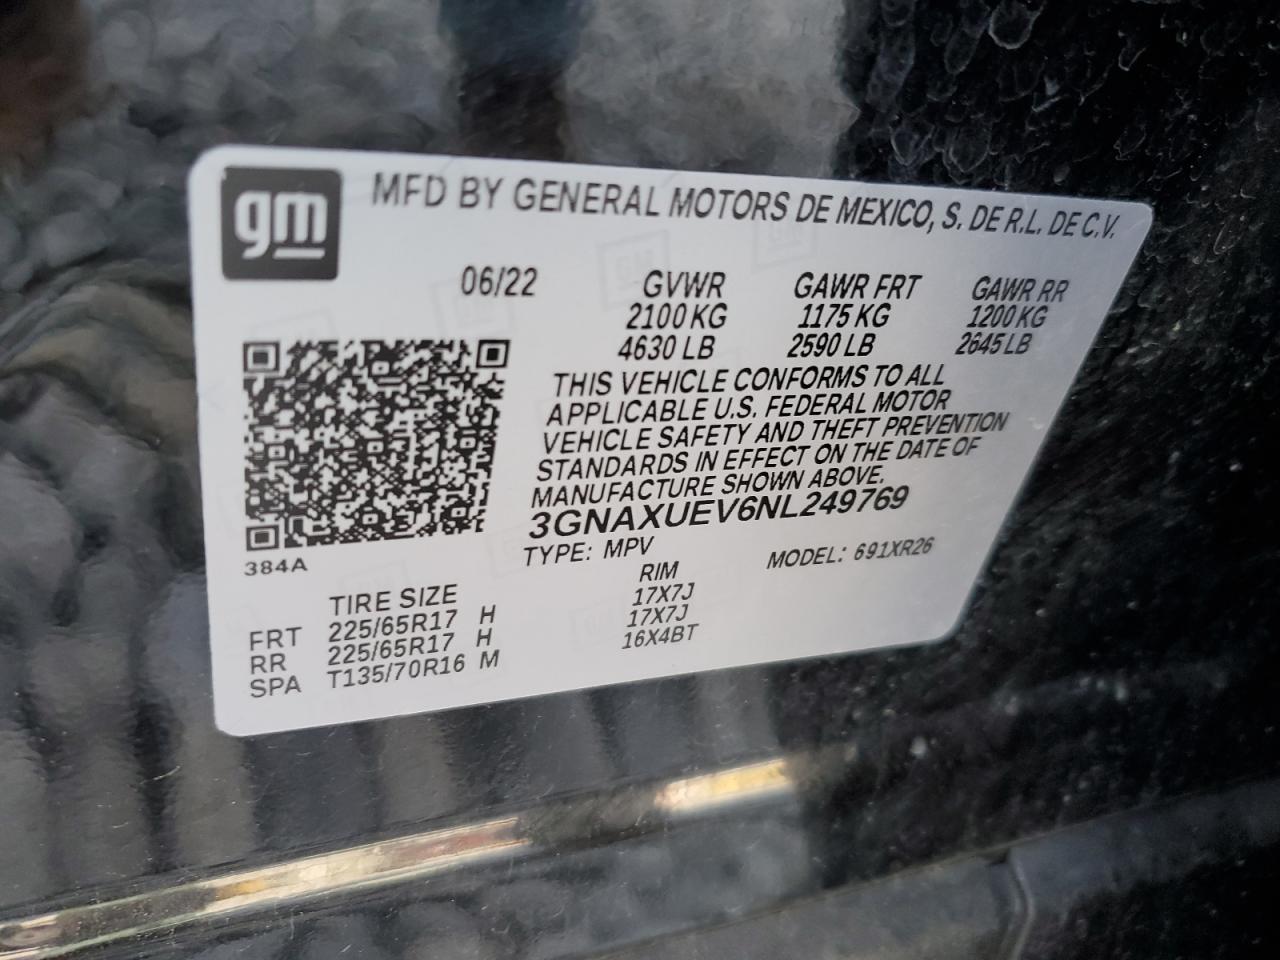 gm
MFD BY GENERAL MOTORS DE MEXICO, S. DE R.L. DE C.V.
06/22 GVWR GAWR FRT GAWR RR
2100 KG 1175 KG 1200 KG
4630 LB 2590 LB 2645 LB
THIS VEHICLE CONFORMS TO ALL
APPLICABLE U.S. FEDERAL MOTOR
VEHICLE SAFETY AND THEFT PREVENTION
STANDARDS IN EFFECT ON THE DATE OF
MANUFACTURE SHOWN ABOVE.
3GNAXUEV6NL249769
TYPE: MPV MODEL: 691XR26
384A
TIRE SIZE RIM
FRT 225/65R17 H 17X7J
RR 225/65R17 H 17X7J
SPA T135/70R16 M 16X4BT